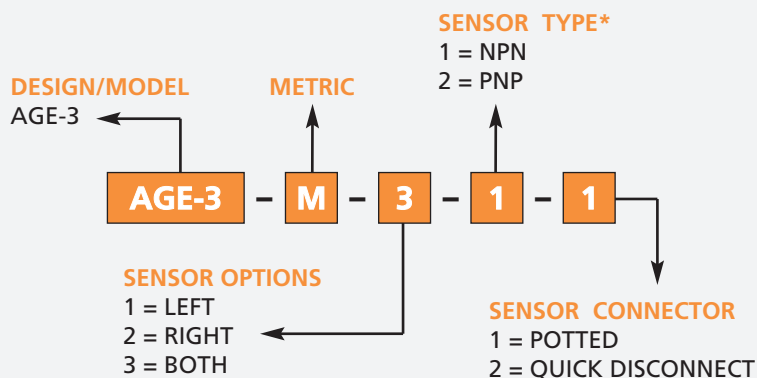 SENSOR TYPE*
1 = NPN
2 = PNP
DESIGN/MODEL
AGE-3
METRIC
AGE-3 - M - 3 - 1 - 1
SENSOR OPTIONS
1 = LEFT
2 = RIGHT
3 = BOTH
SENSOR CONNECTOR
1 = POTTED
2 = QUICK DISCONNECT